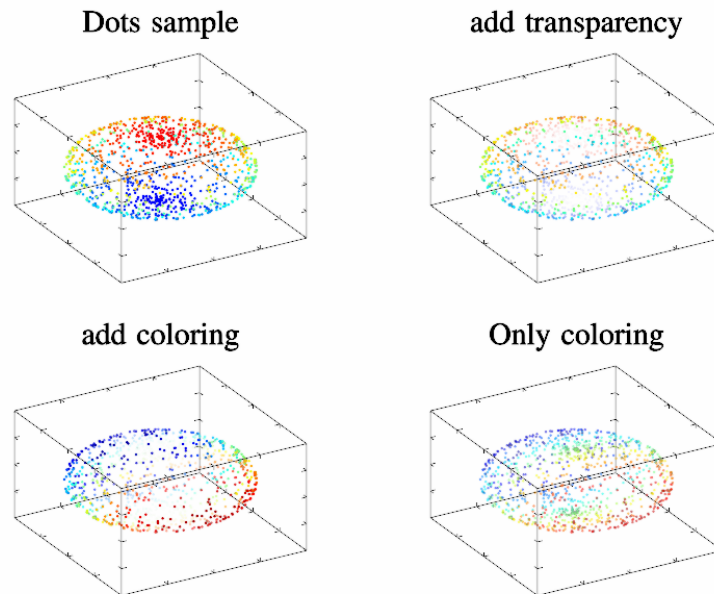 Dots sample
add transparency
add coloring
Only coloring